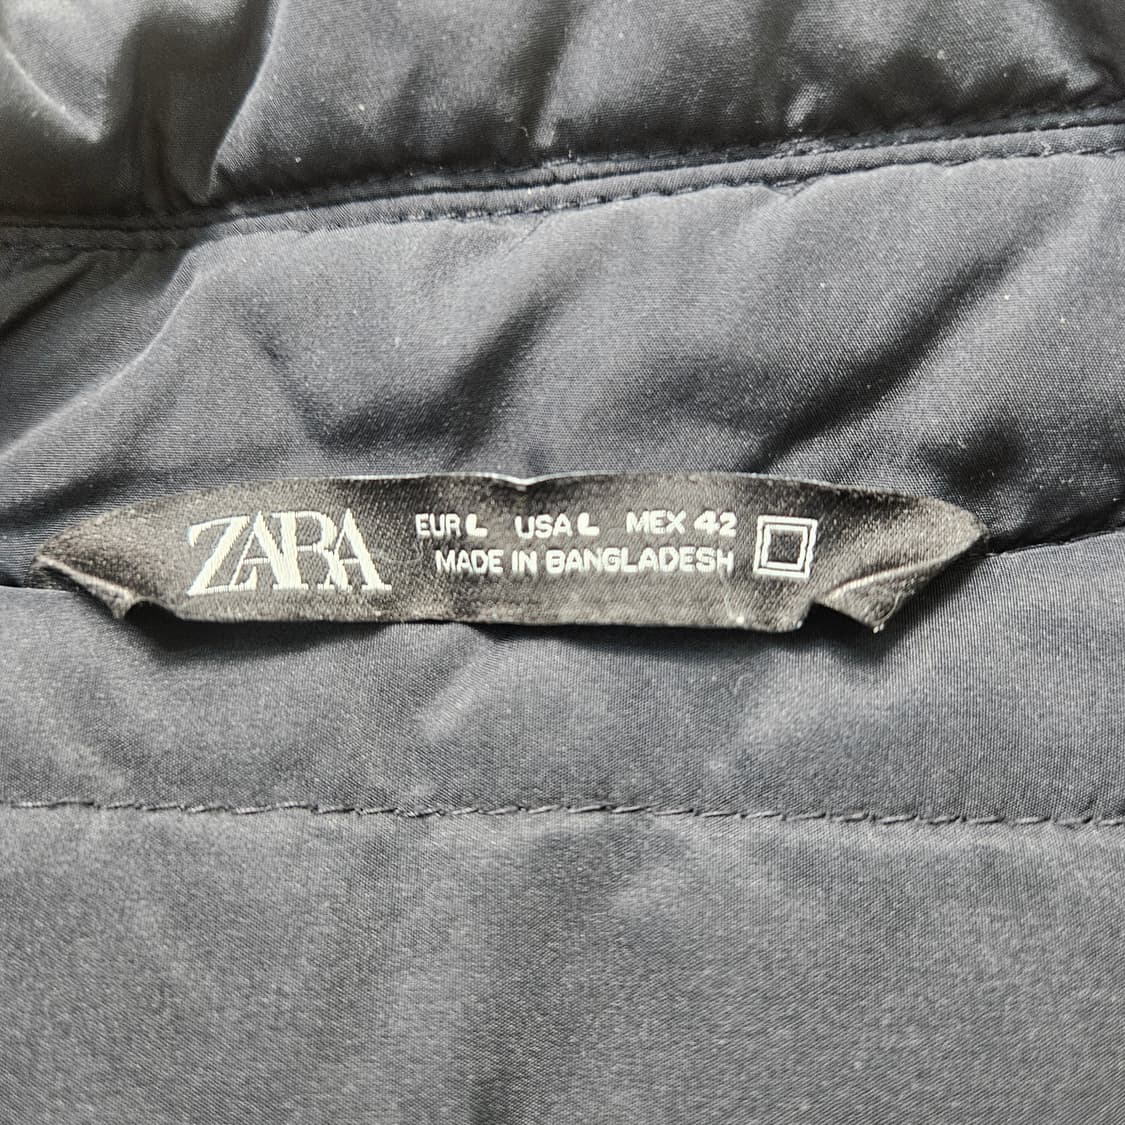 ZARA
EUR L USA L MEX 42
MADE IN BANGLADESH